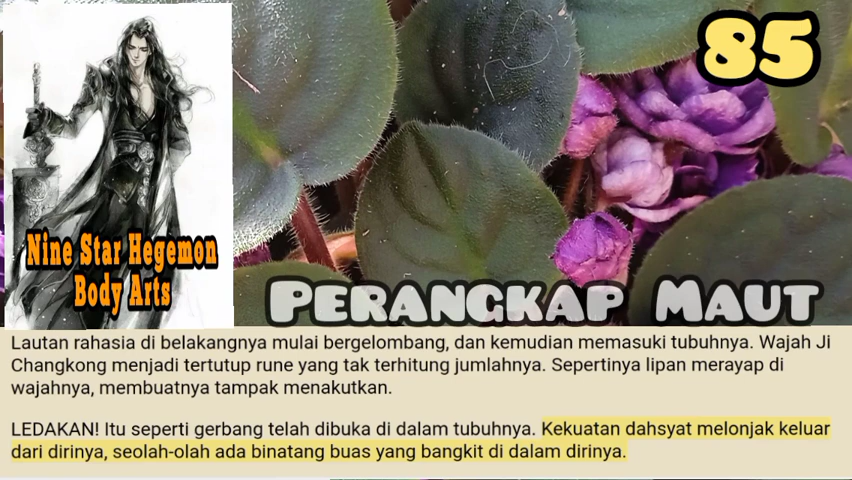 85
Nine Star Hegemon
Body Arts
PERANGKAP MAUT
Lautan rahasia di belakangnya mulai bergelombang, dan kemudian memasuki tubuhnya. Wajah Ji
Changkong menjadi tertutup rune yang tak terhitung jumlahnya. Sepertinya lipan merayap di
wajahnya, membuatnya tampak menakutkan.
LEDAKAN! Itu seperti gerbang telah dibuka di dalam tubuhnya. Kekuatan dahsyat melonjak keluar
dari dirinya, seolah-olah ada binatang buas yang bangkit di dalam dirinya.